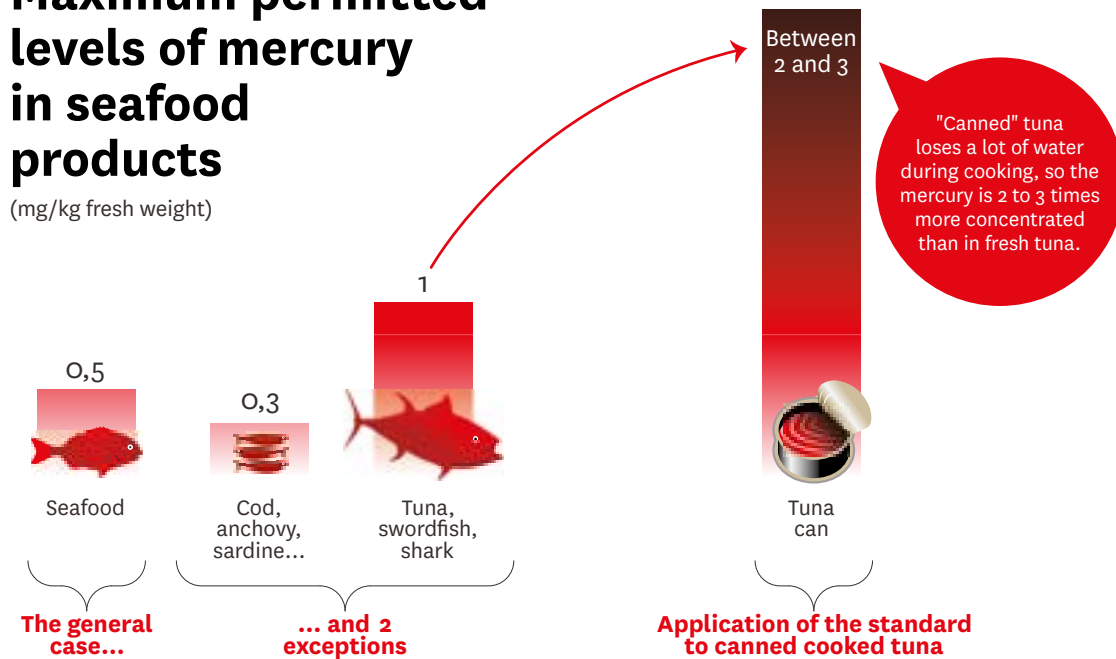 Maximum permitted
levels of mercury
in seafood
products
(mg/kg fresh weight)
Between
2 and 3
"Canned" tuna
loses a lot of water
during cooking, so the
mercury is 2 to 3 times
more concentrated
than in fresh tuna.
1
0,5
0,3
Seafood
Cod,
anchovy,
sardine...
Tuna,
swordfish,
shark
Tuna
can
The general
case...
... and 2
exceptions
Application of the standard
to canned cooked tuna